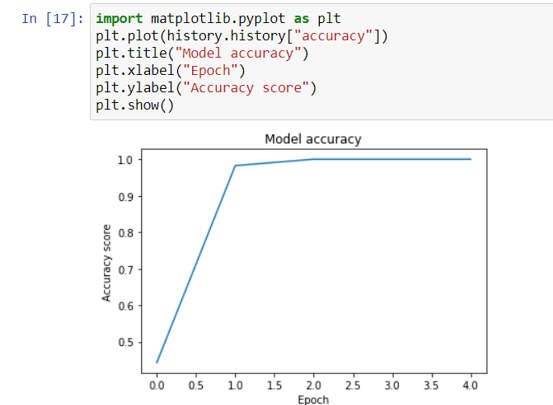 In [17]: import matplotlib.pyplot as plt
plt.plot(history.history["accuracy"])
plt.title("Model accuracy")
plt.xlabel("Epoch")
plt.ylabel("Accuracy score")
plt.show()
Model accuracy
1.0
0.9
0.8
0.7
0.6
0.5
Accuracy score
0.0 0.5 1.0 1.5 2.0 2.5 3.0 3.5 4.0
Epoch